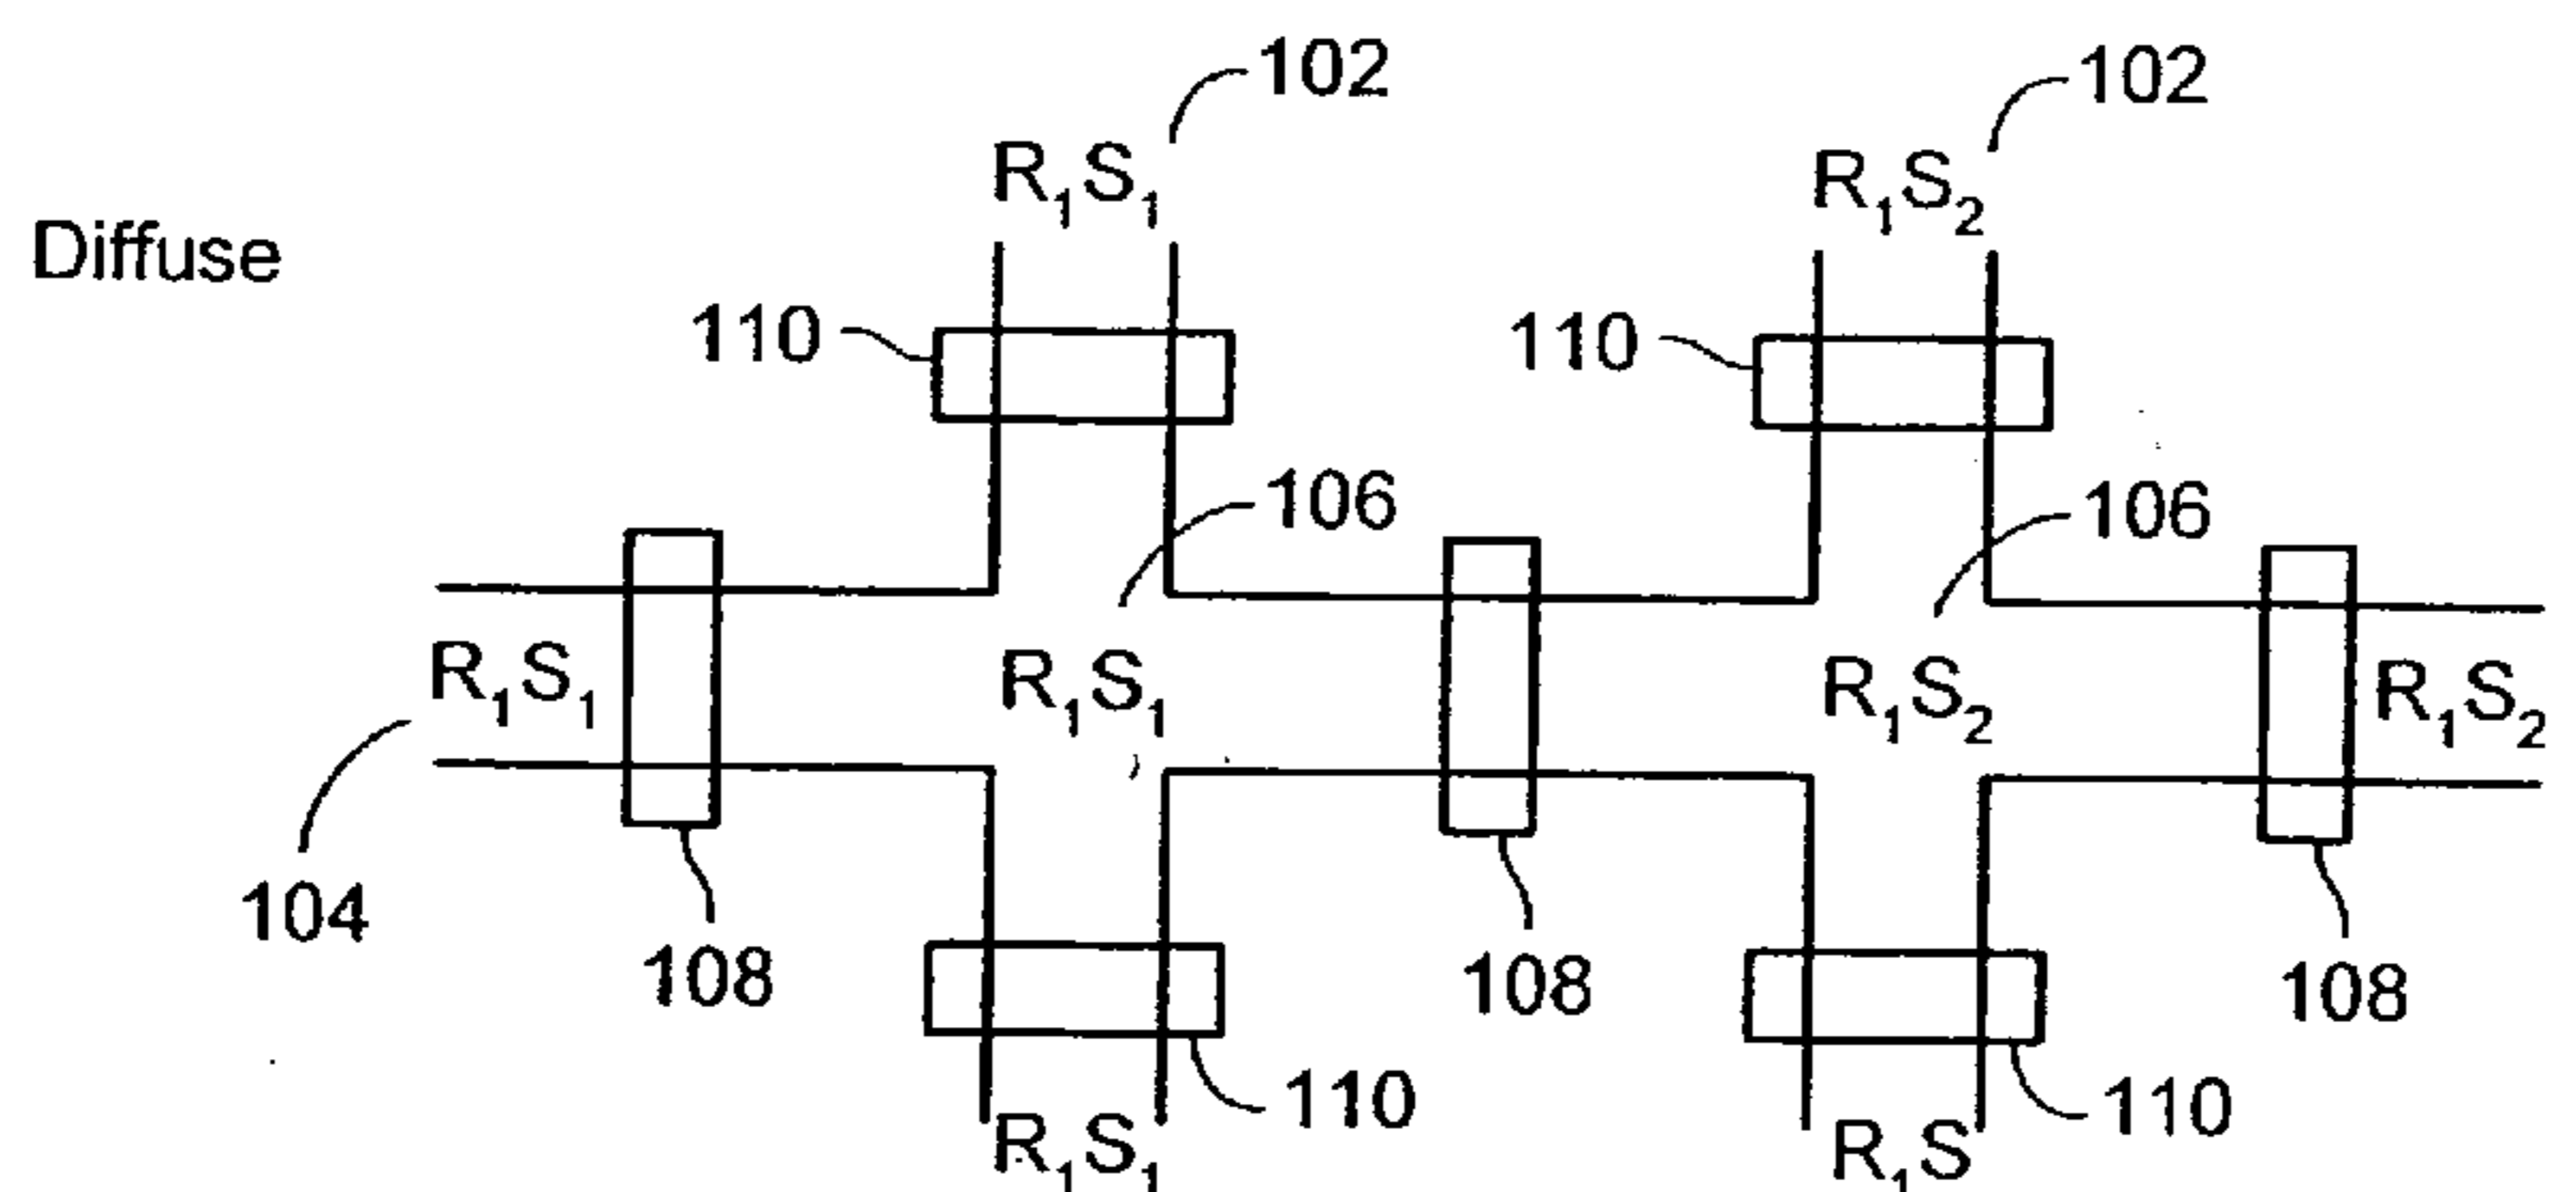 102 102
R₁S₁ R₁S₂
Diffuse
110 110
106 106
R₁S₁ R₁S₁ R₁S₂ R₁S₂
104
108 108 108
110 110
R₁S₁ R₁S